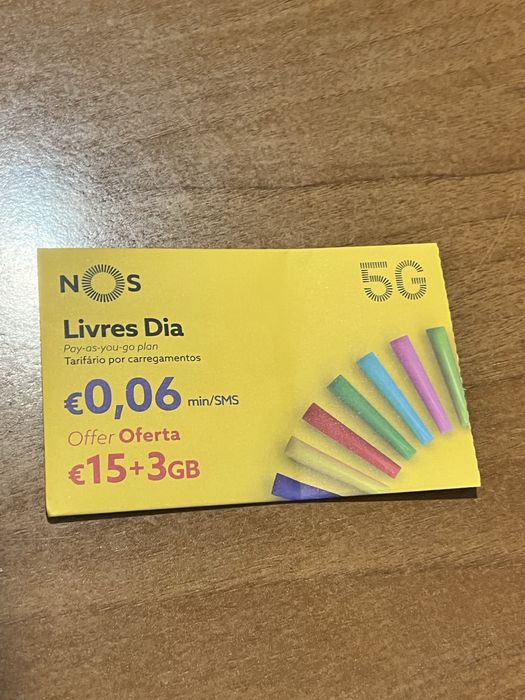 NOS
5G
Livres Dia
Pay-as-you-go plan
Tarifário por carregamentos
€0,06 min/SMS
Offer Oferta
€15+3GB